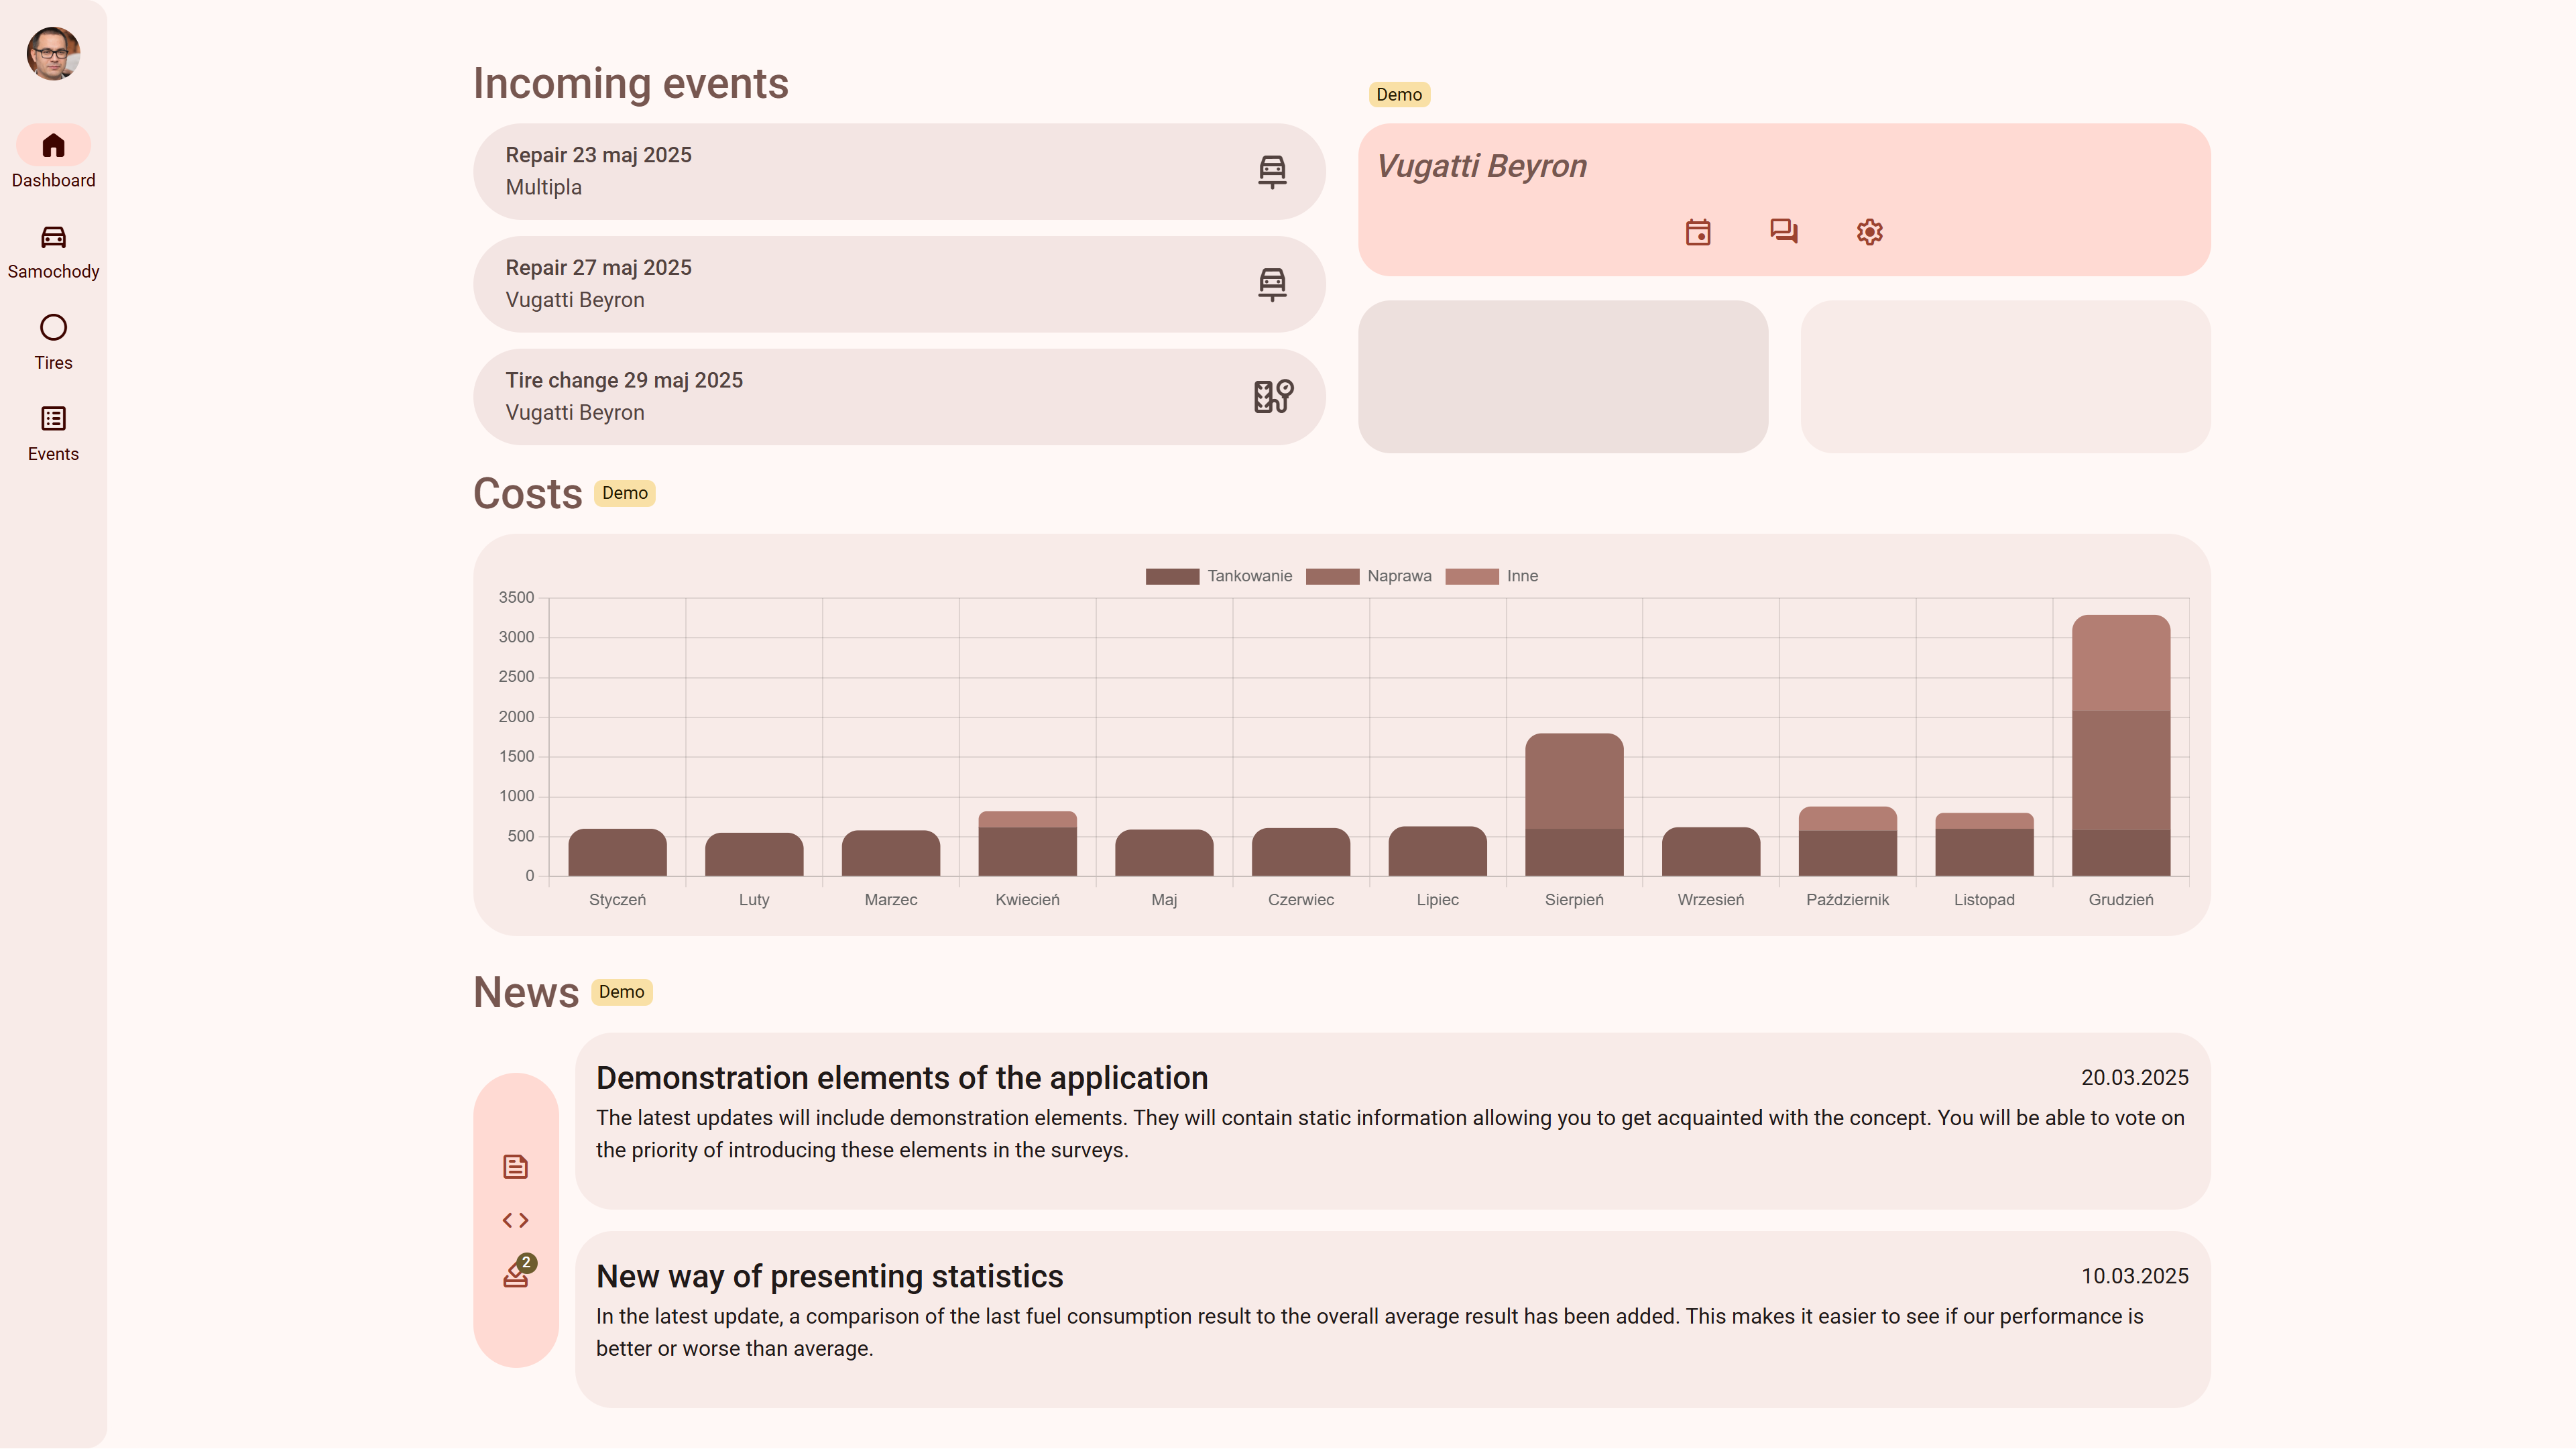 Dashboard
Samochody
Tires
Events
Incoming events
Repair 23 maj 2025
Multipla
Repair 27 maj 2025
Vugatti Beyron
Tire change 29 maj 2025
Vugatti Beyron
Demo
Vugatti Beyron
Costs Demo
Tankowanie Naprawa Inne
3500
3000
2500
2000
1500
1000
500
0
Styczeń Luty Marzec Kwiecień Maj Czerwiec Lipiec Sierpień Wrzesień Październik Listopad Grudzień
News Demo
2
Demonstration elements of the application 20.03.2025
The latest updates will include demonstration elements. They will contain static information allowing you to get acquainted with the concept. You will be able to vote on
the priority of introducing these elements in the surveys.
New way of presenting statistics 10.03.2025
In the latest update, a comparison of the last fuel consumption result to the overall average result has been added. This makes it easier to see if our performance is
better or worse than average.